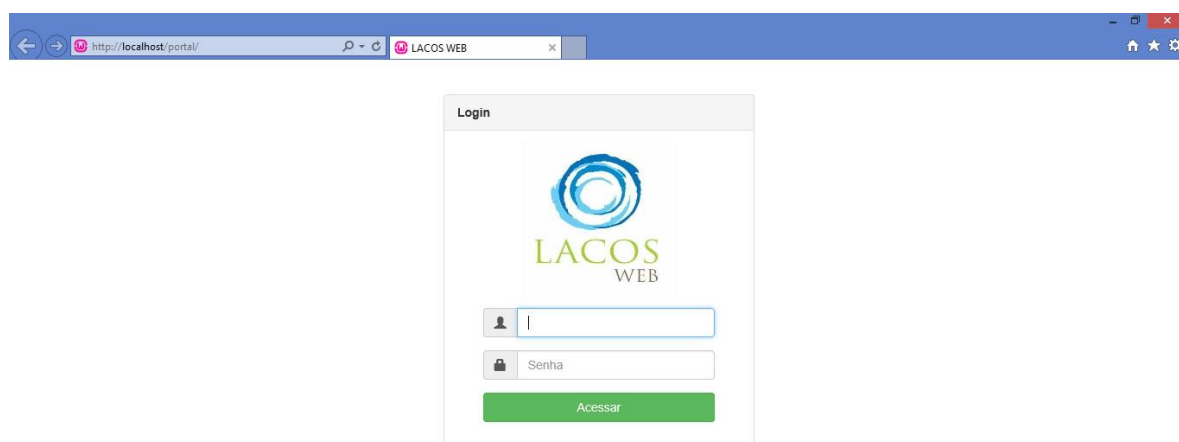 http://localhost/portal/
LACOS WEB
Login
LACOS
WEB
Senha
Acessar